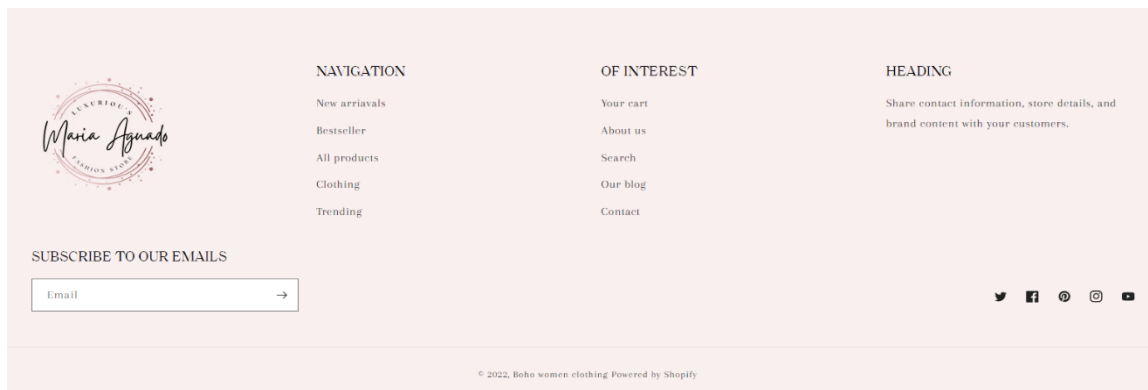 LUXURIOU'S
Maria Aguado
FASHION STORE
NAVIGATION
New arriavals
Bestseller
All products
Clothing
Trending
OF INTEREST
Your cart
About us
Search
Our blog
Contact
HEADING
Share contact information, store details, and
brand content with your customers.
SUBSCRIBE TO OUR EMAILS
Email
© 2022, Boho women clothing Powered by Shopify